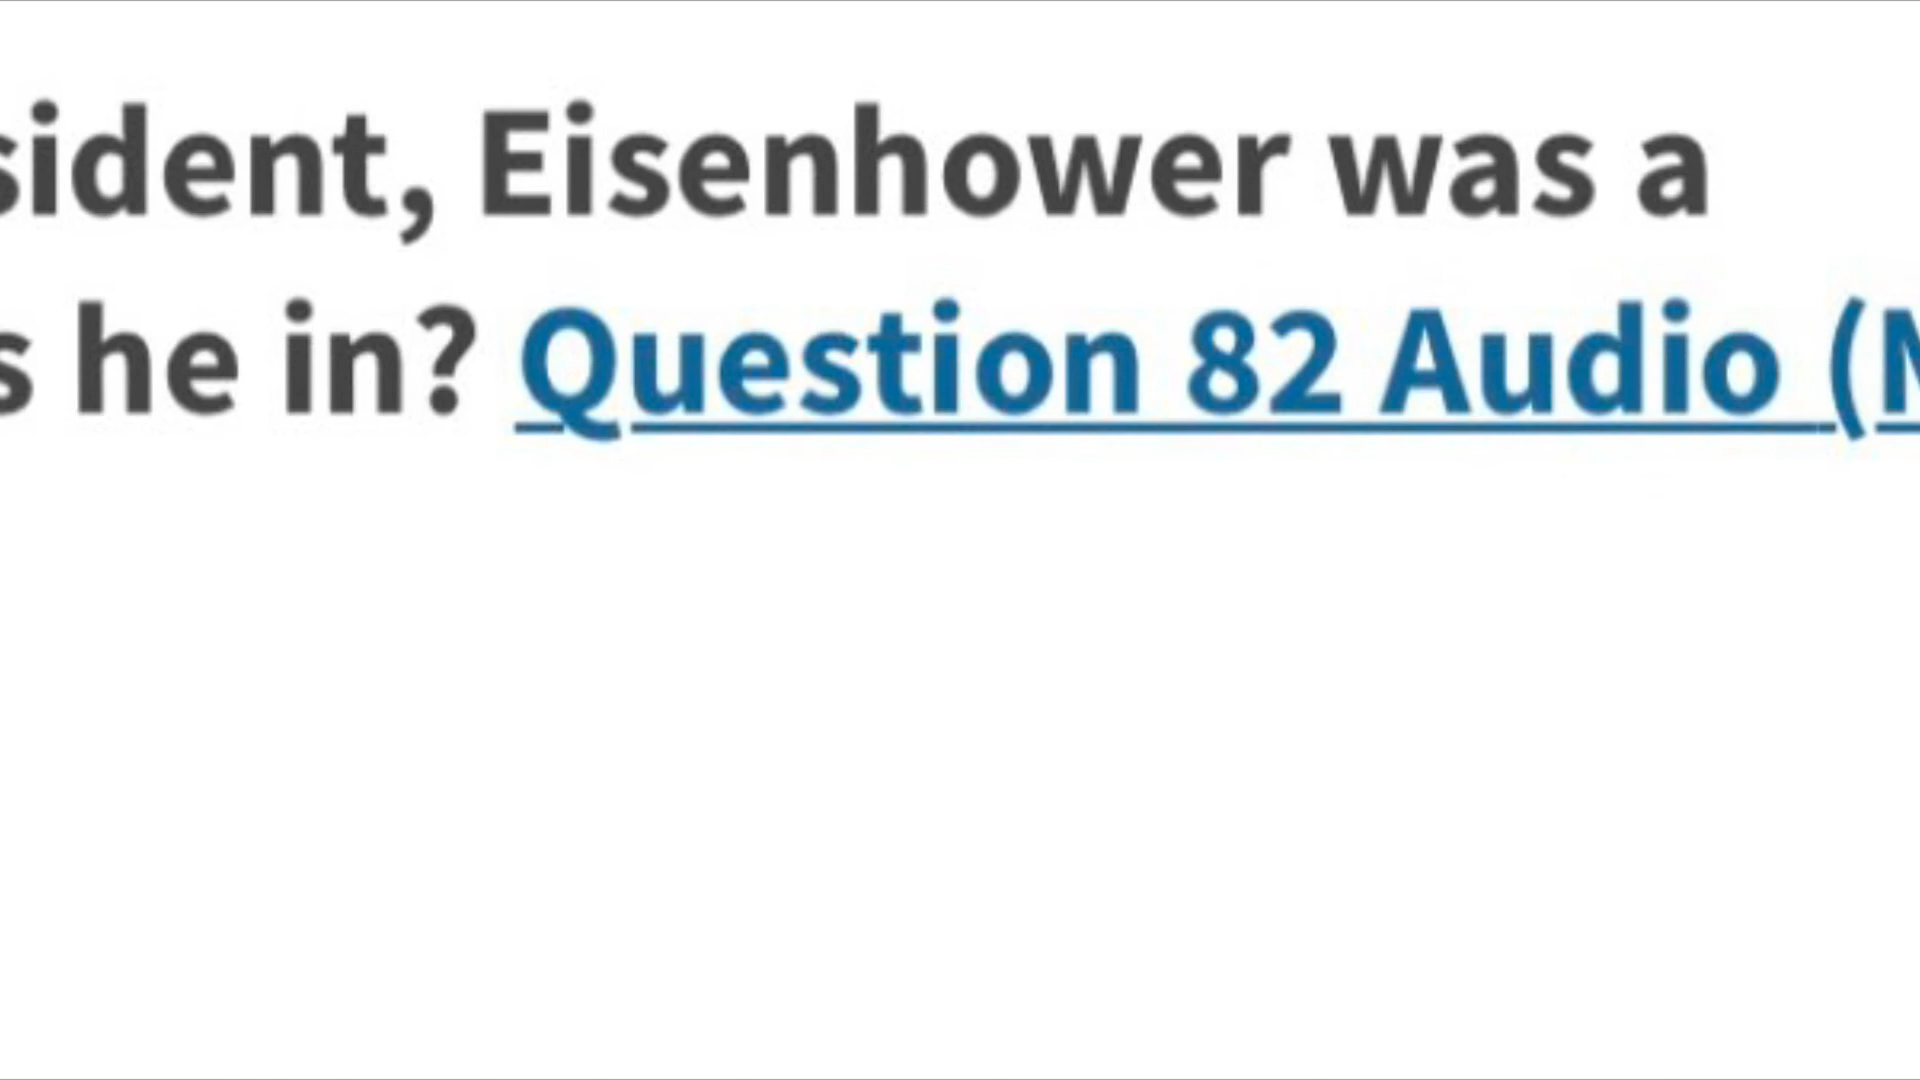 sident, Eisenhower was a
s he in? Question 82 Audio (